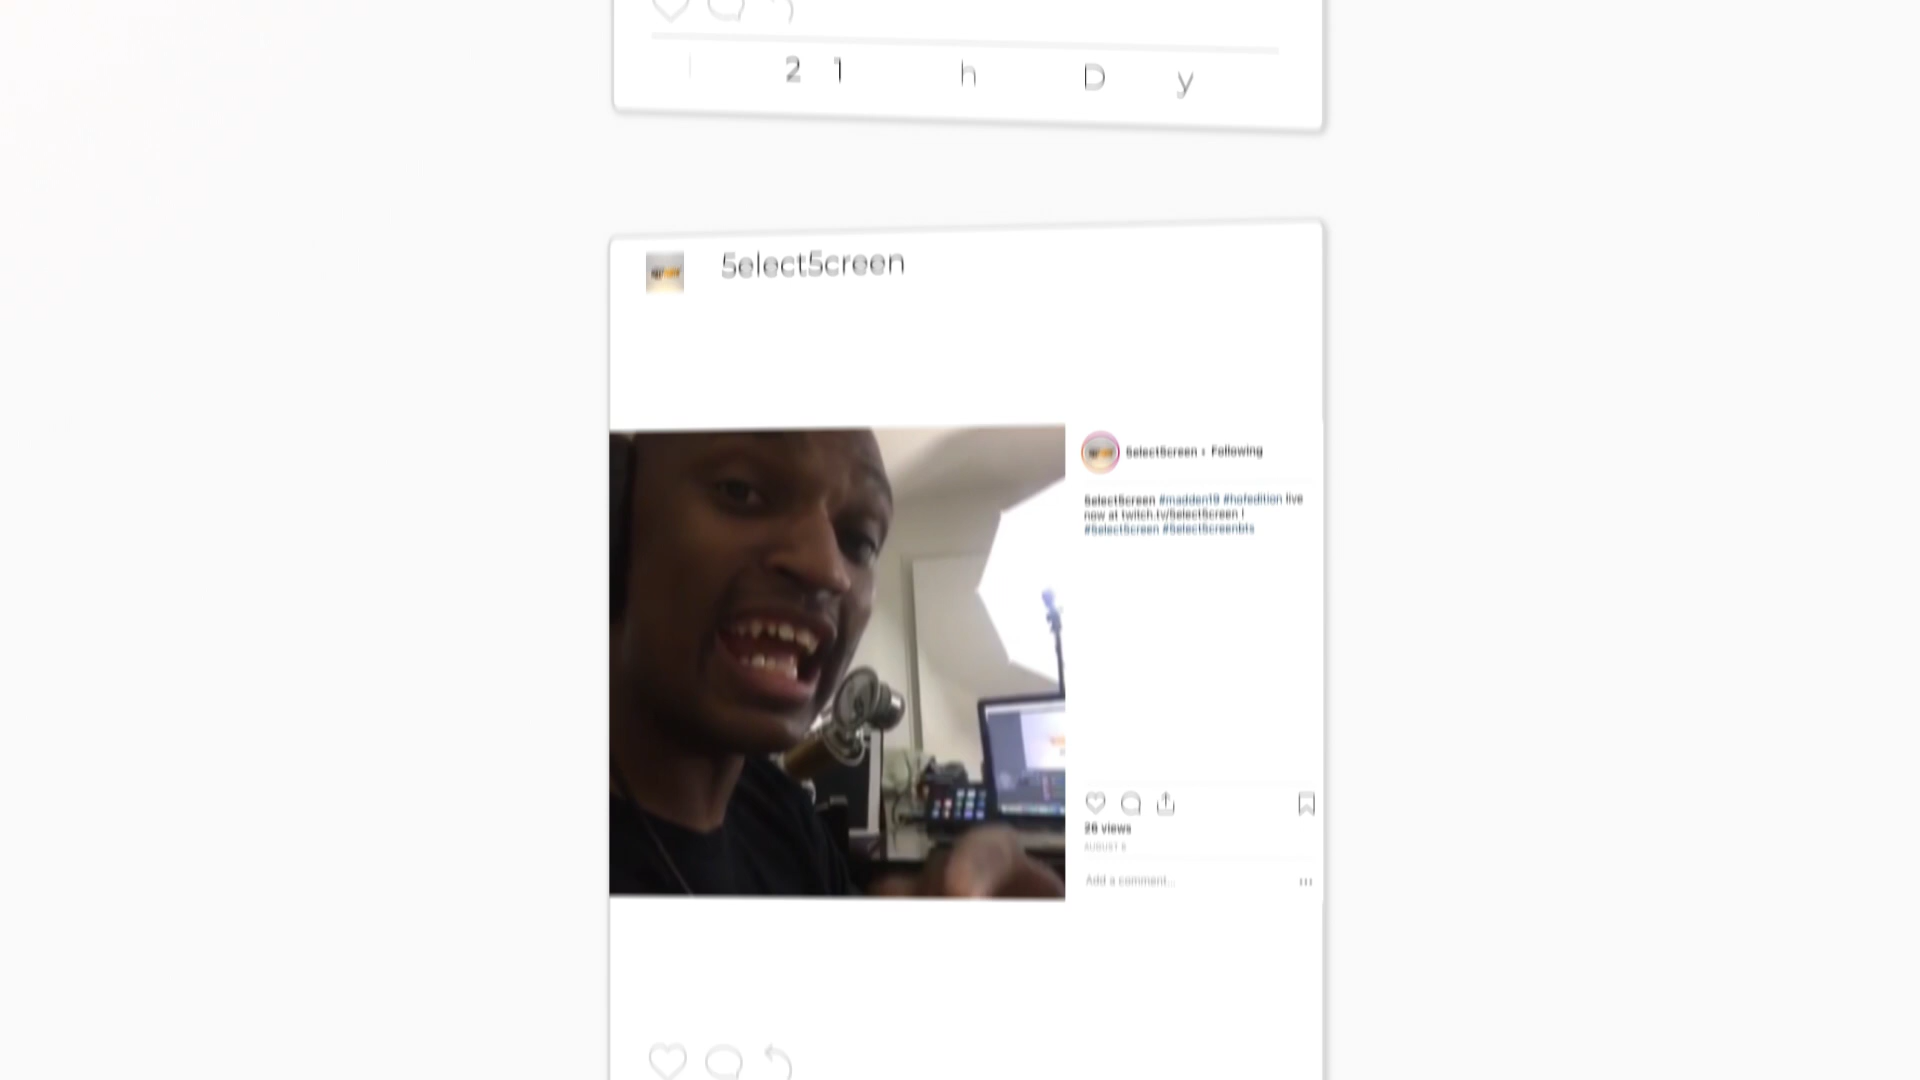 2 1 h D y
5elect5creen
5elect5creen • Following
5elect5creen #madden19 #hofedition live
now at twitch.tv/5elect5creen !
#5elect5creen #5elect5creenbts
26 views
AUGUST
Add a comment...